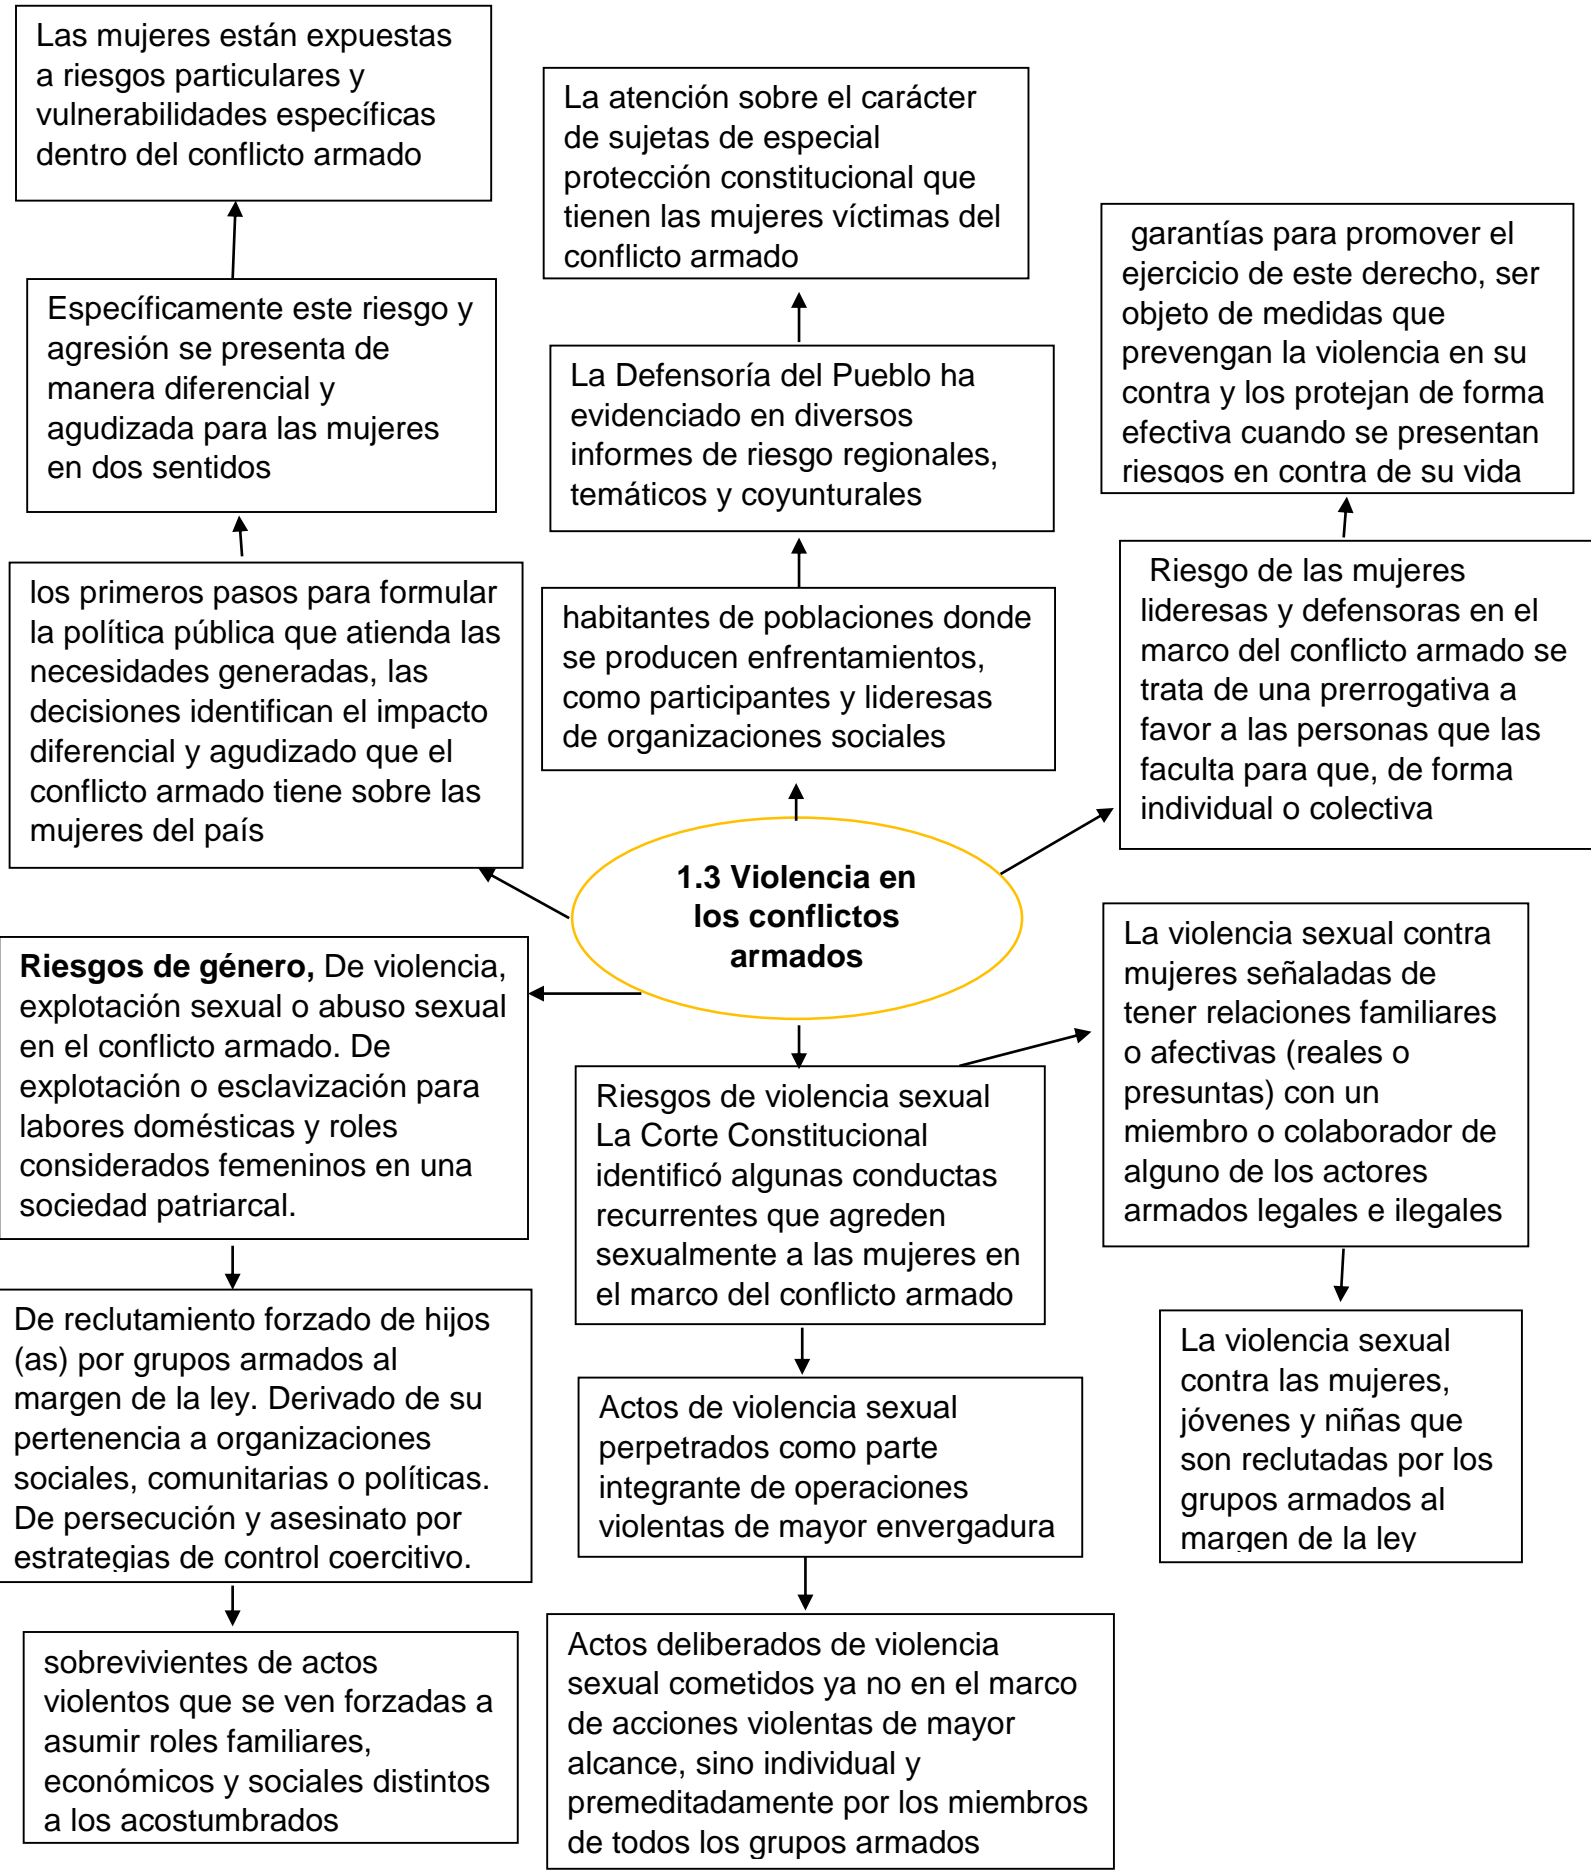 Las mujeres están expuestas
a riesgos particulares y
vulnerabilidades específicas
dentro del conflicto armado
La atención sobre el carácter
de sujetas de especial
protección constitucional que
tienen las mujeres víctimas del
conflicto armado
garantías para promover el
ejercicio de este derecho, ser
objeto de medidas que
prevengan la violencia en su
contra y los protejan de forma
efectiva cuando se presentan
riesgos en contra de su vida
Específicamente este riesgo y
agresión se presenta de
manera diferencial y
agudizada para las mujeres
en dos sentidos
La Defensoría del Pueblo ha
evidenciado en diversos
informes de riesgo regionales,
temáticos y coyunturales
Riesgo de las mujeres
lideresas y defensoras en el
marco del conflicto armado se
trata de una prerrogativa a
favor a las personas que las
faculta para que, de forma
individual o colectiva
los primeros pasos para formular
la política pública que atienda las
necesidades generadas, las
decisiones identifican el impacto
diferencial y agudizado que el
conflicto armado tiene sobre las
mujeres del país
habitantes de poblaciones donde
se producen enfrentamientos,
como participantes y lideresas
de organizaciones sociales
1.3 Violencia en
los conflictos
armados
Riesgos de género, De violencia,
explotación sexual o abuso sexual
en el conflicto armado. De
explotación o esclavización para
labores domésticas y roles
considerados femeninos en una
sociedad patriarcal.
Riesgos de violencia sexual
La Corte Constitucional
identificó algunas conductas
recurrentes que agreden
sexualmente a las mujeres en
el marco del conflicto armado
La violencia sexual contra
mujeres señaladas de
tener relaciones familiares
o afectivas (reales o
presuntas) con un
miembro o colaborador de
alguno de los actores
armados legales e ilegales
De reclutamiento forzado de hijos
(as) por grupos armados al
margen de la ley. Derivado de su
pertenencia a organizaciones
sociales, comunitarias o políticas.
De persecución y asesinato por
estrategias de control coercitivo.
Actos de violencia sexual
perpetrados como parte
integrante de operaciones
violentas de mayor envergadura
La violencia sexual
contra las mujeres,
jóvenes y niñas que
son reclutadas por los
grupos armados al
margen de la ley
sobrevivientes de actos
violentos que se ven forzadas a
asumir roles familiares,
económicos y sociales distintos
a los acostumbrados
Actos deliberados de violencia
sexual cometidos ya no en el marco
de acciones violentas de mayor
alcance, sino individual y
premeditadamente por los miembros
de todos los grupos armados